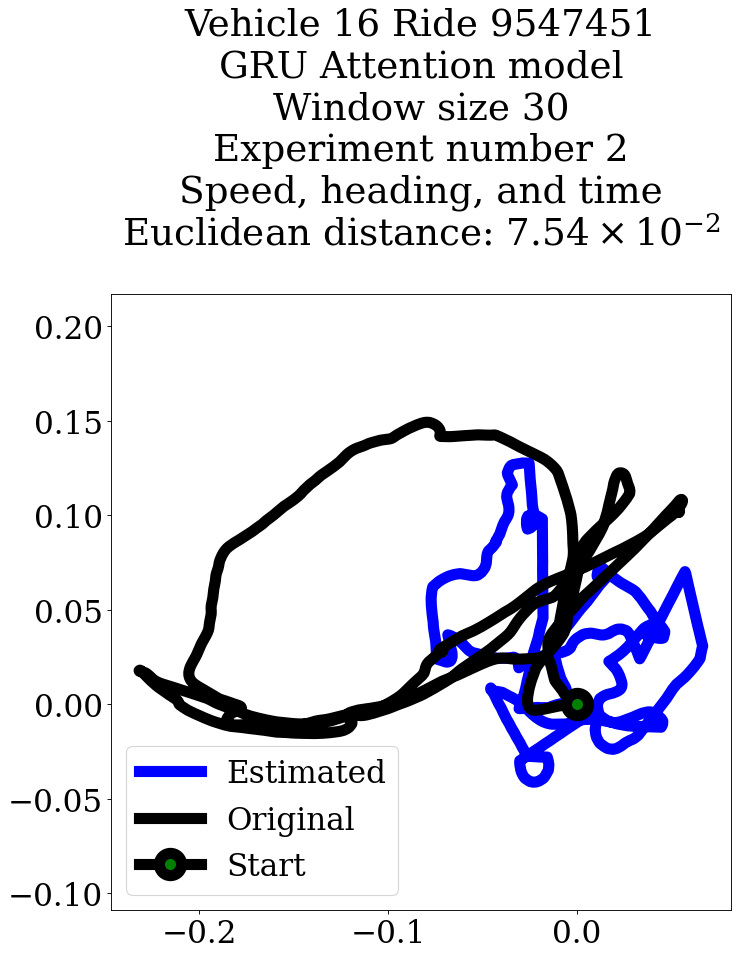 Vehicle 16 Ride 9547451
GRU Attention model
Window size 30
Experiment number 2
Speed, heading, and time
Euclidean distance: 7.54 × 10⁻²
0.20
0.15
0.10
0.05
0.00
−0.05
−0.10
Estimated
Original
Start
−0.2
−0.1
0.0